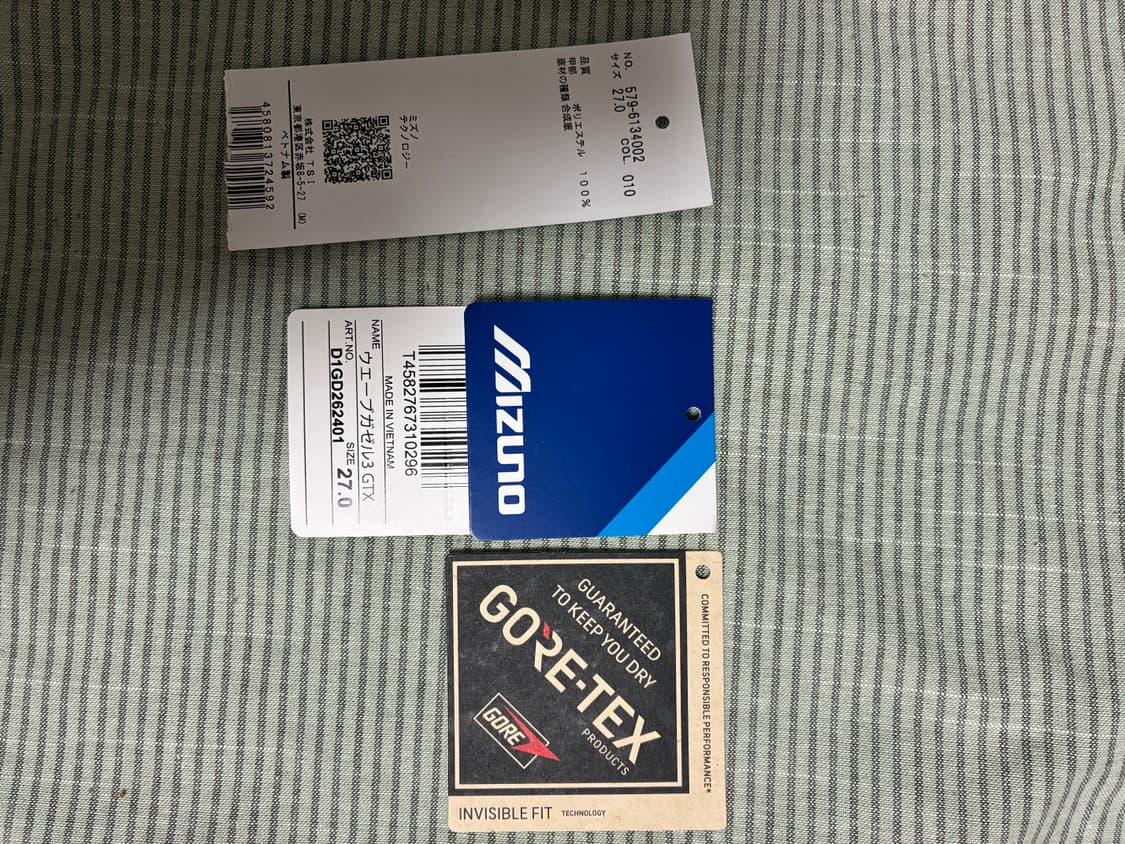 NO. 579-6134002
サイズ 27.0 COL. 010
品質
甲部 ポリエステル 100%
底材の種類 合成底
ミズノ
テクノロジー
株式会社 TSI
東京都港区赤坂8-5-27 (M)
ベトナム製
4580813724592
MIZUNO
T4582767310296
MADE IN VIETNAM
NAME ウエーブガゼル3 GTX
ART NO. SIZE
D1GD262401 27.0
COMMITTED TO RESPONSIBLE PERFORMANCE*
GUARANTEED
TO KEEP YOU DRY
GORE-TEX
PRODUCTS
GORE
INVISIBLE FIT TECHNOLOGY